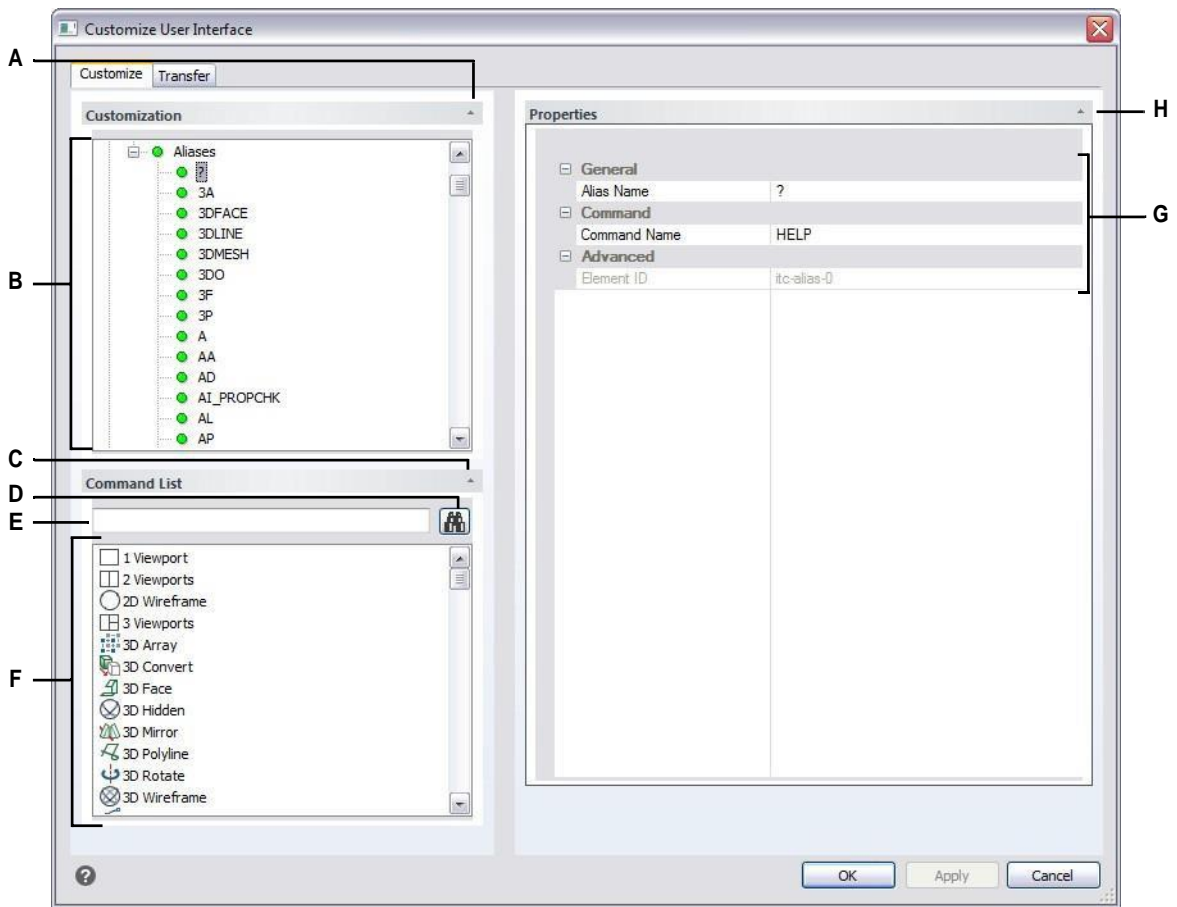 Customize User Interface
A
Customize Transfer
Customization
Properties
H
Aliases
?
3A
3DFACE
3DLINE
3DMESH
3DO
3F
3P
A
AA
AD
AI_PROPCHK
AL
AP
B
General
Alias Name ?
Command
Command Name HELP
Advanced
Element ID itc-alias-0
G
C
Command List
D
E
1 Viewport
2 Viewports
2D Wireframe
3 Viewports
3D Array
3D Convert
3D Face
3D Hidden
3D Mirror
3D Polyline
3D Rotate
3D Wireframe
F
?
OK Apply Cancel